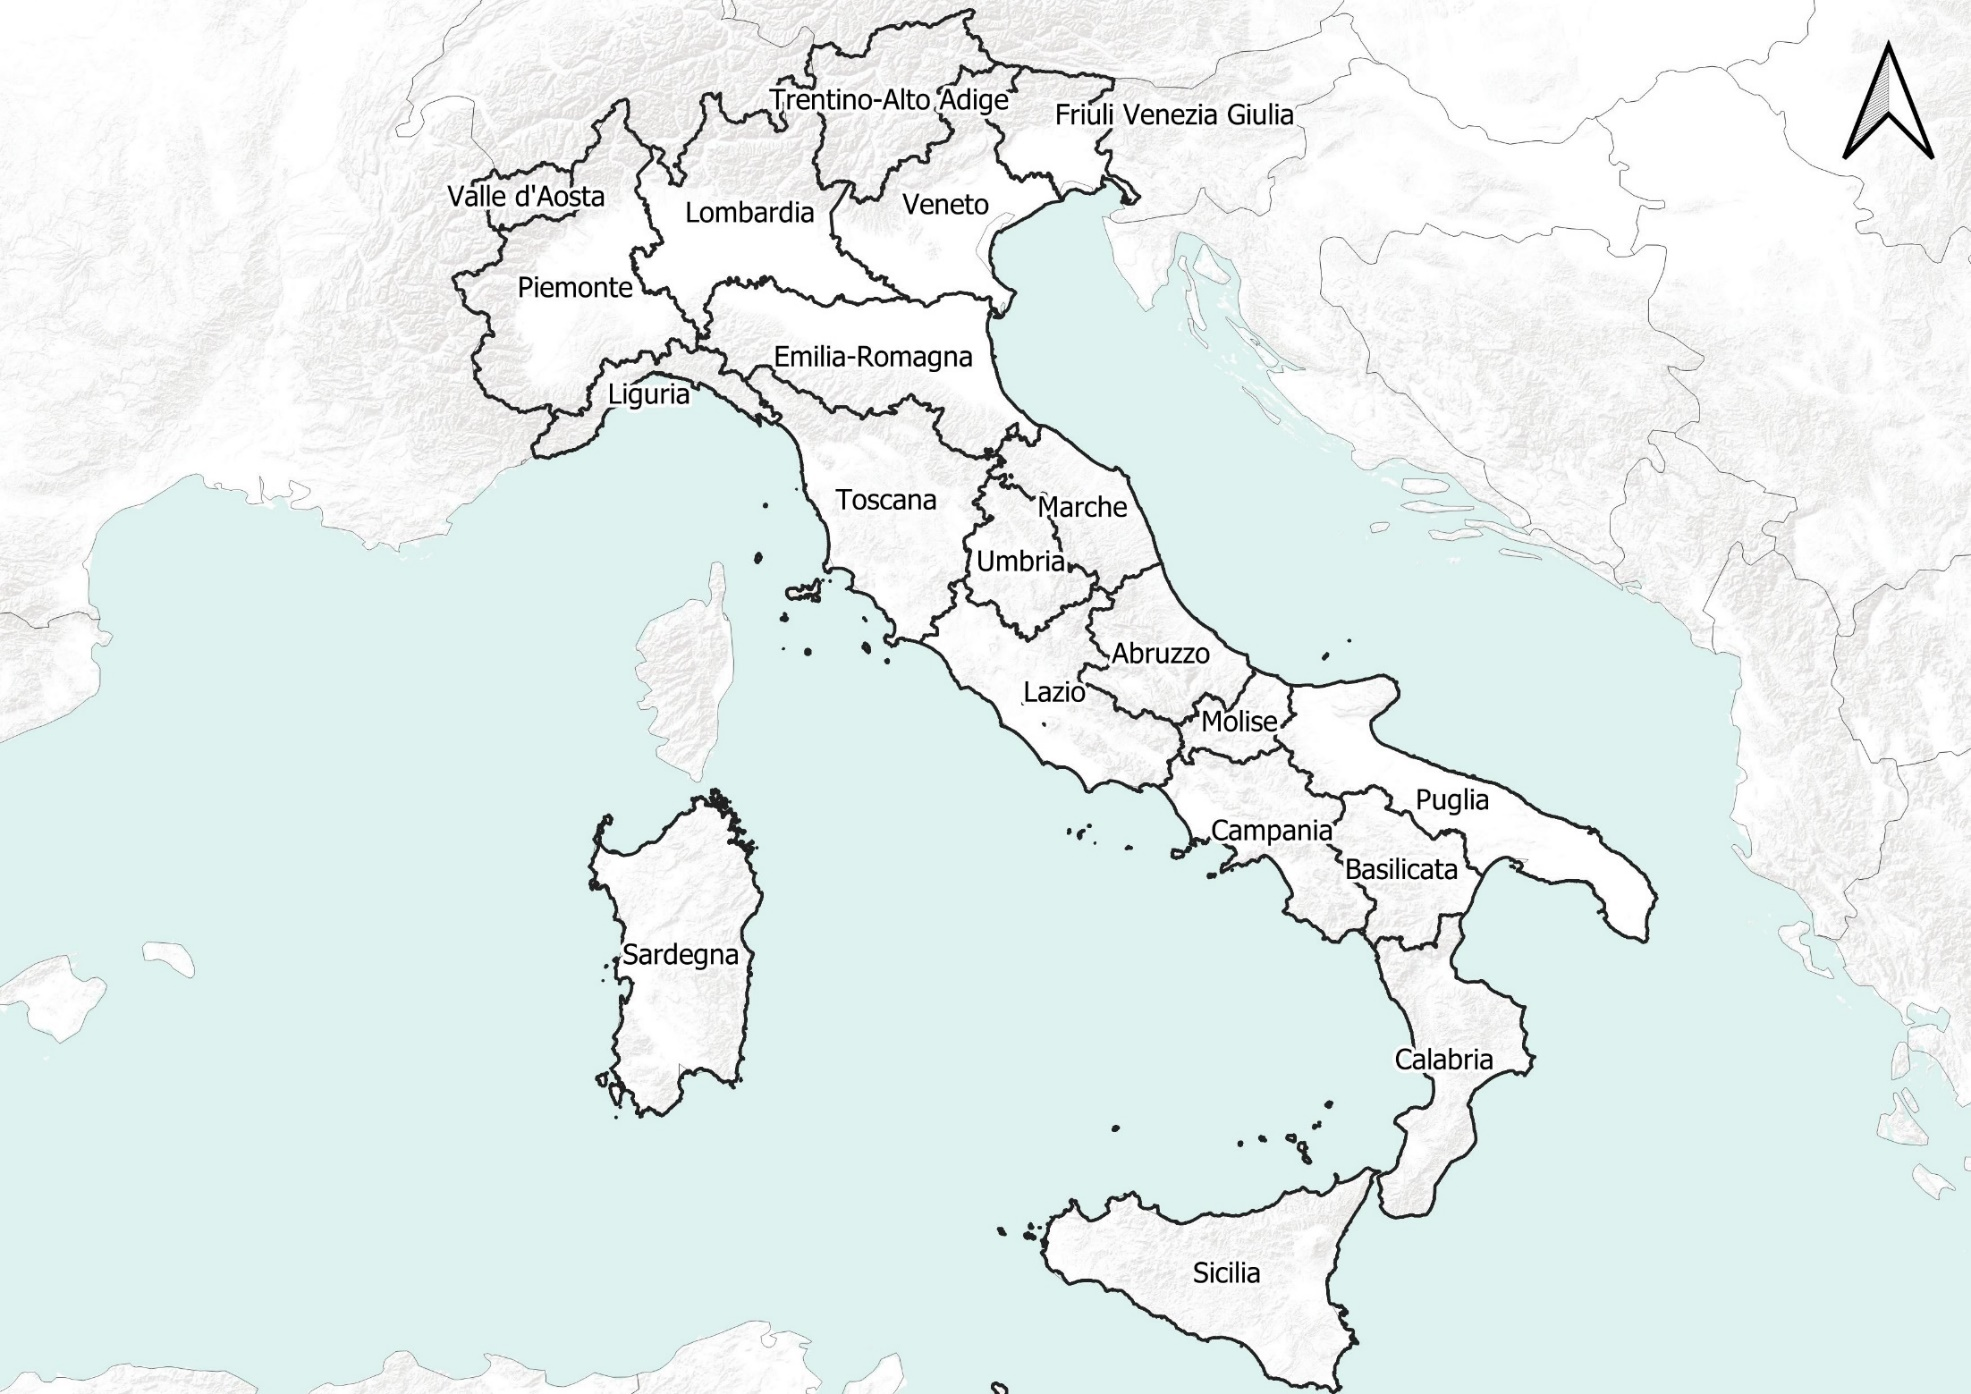 Trentino-Alto Adige
Friuli Venezia Giulia
Valle d'Aosta
Lombardia
Veneto
Piemonte
Emilia-Romagna
Liguria
Toscana
Marche
Umbria
Abruzzo
Lazio
Molise
Puglia
Campania
Basilicata
Sardegna
Calabria
Sicilia